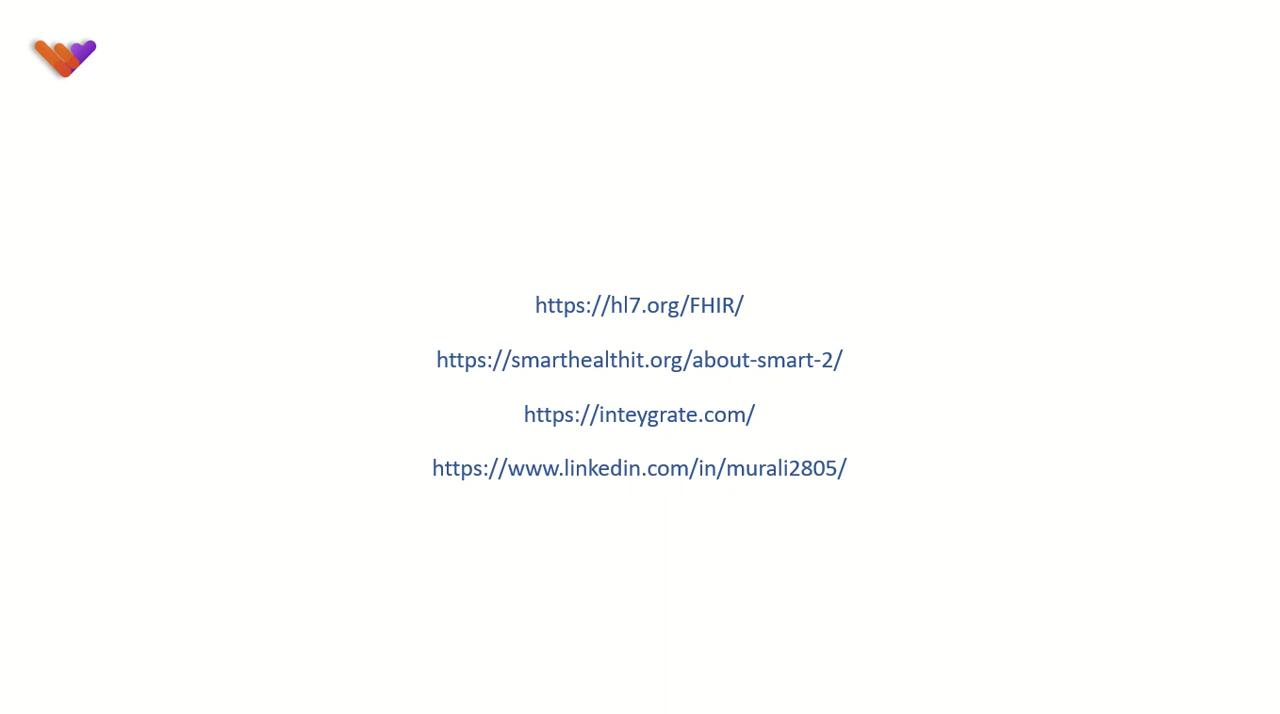 https://hl7.org/FHIR/
https://smarthealthit.org/about-smart-2/
https://inteygrate.com/
https://www.linkedin.com/in/murali2805/